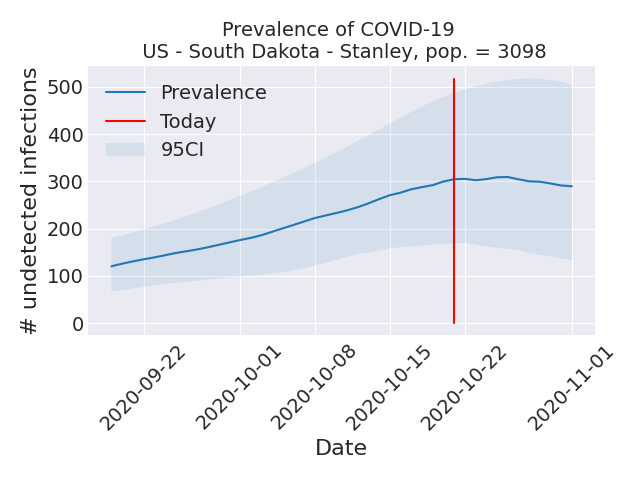 Prevalence of COVID-19
US - South Dakota - Stanley, pop. = 3098
# undetected infections
500
400
300
200
100
0
Prevalence
Today
95CI
2020-09-22
2020-10-01
2020-10-08
2020-10-15
2020-10-22
2020-11-01
Date